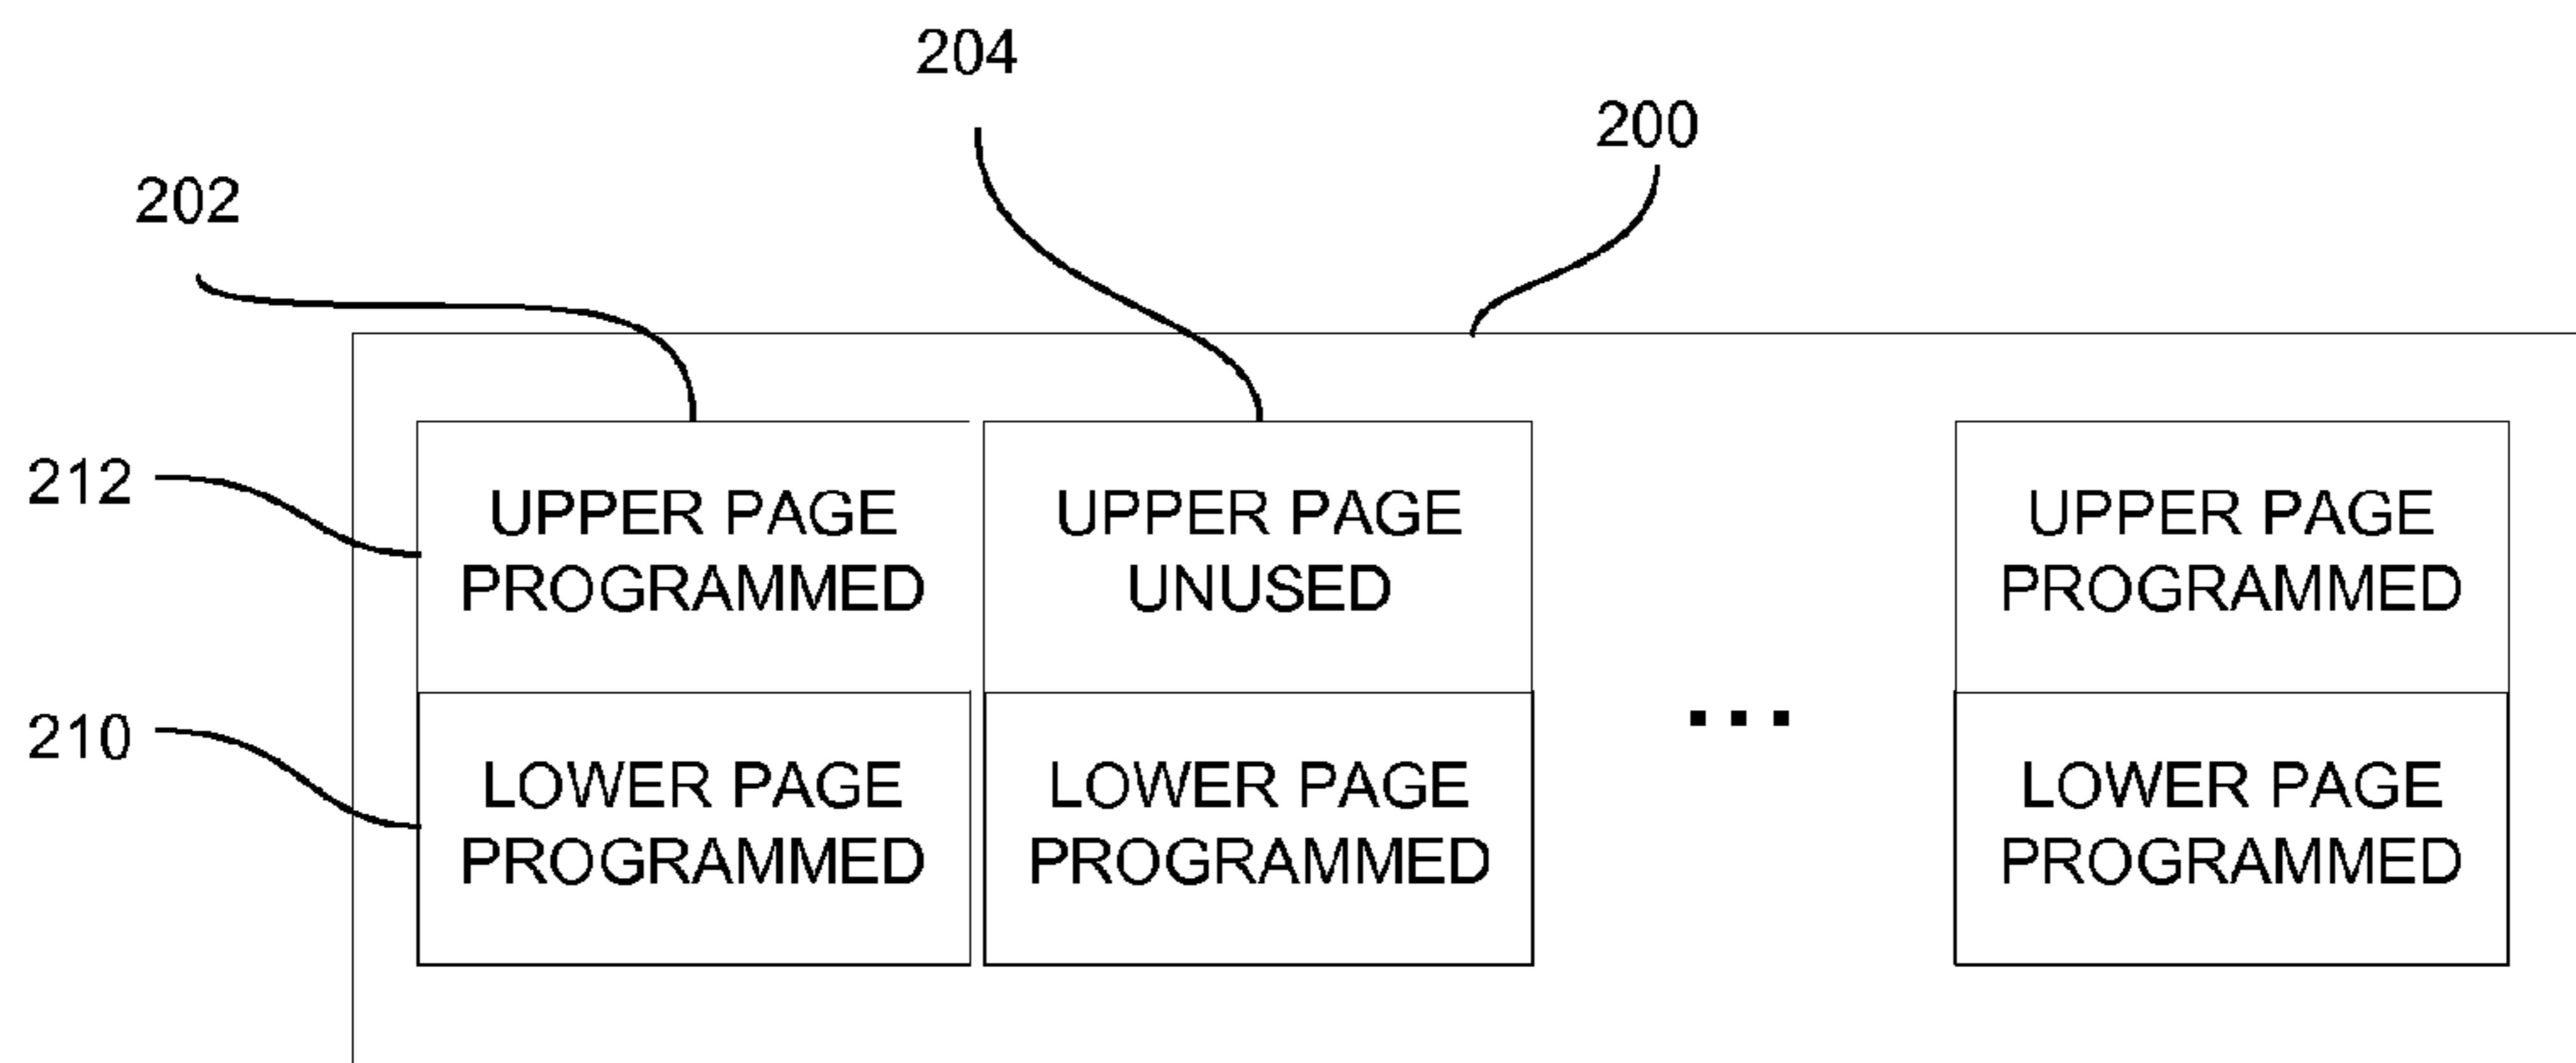 204
200
202
212
UPPER PAGE
PROGRAMMED
UPPER PAGE
UNUSED
UPPER PAGE
PROGRAMMED
210
LOWER PAGE
PROGRAMMED
LOWER PAGE
PROGRAMMED
...
LOWER PAGE
PROGRAMMED